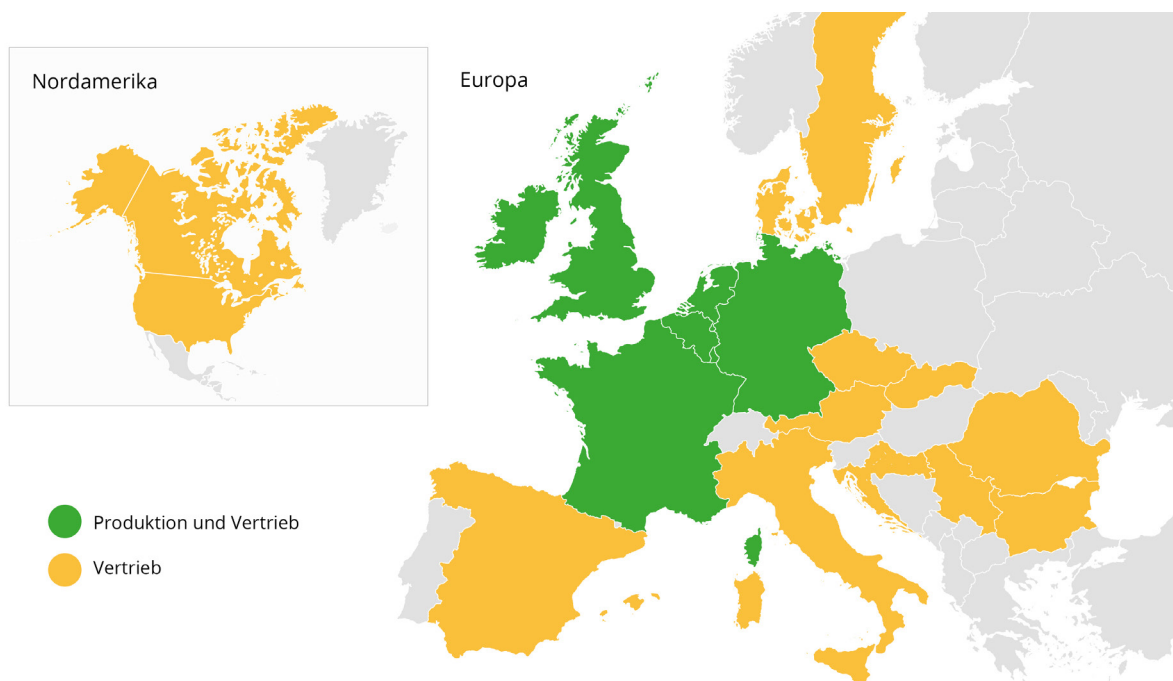 Nordamerika
Europa
Produktion und Vertrieb
Vertrieb